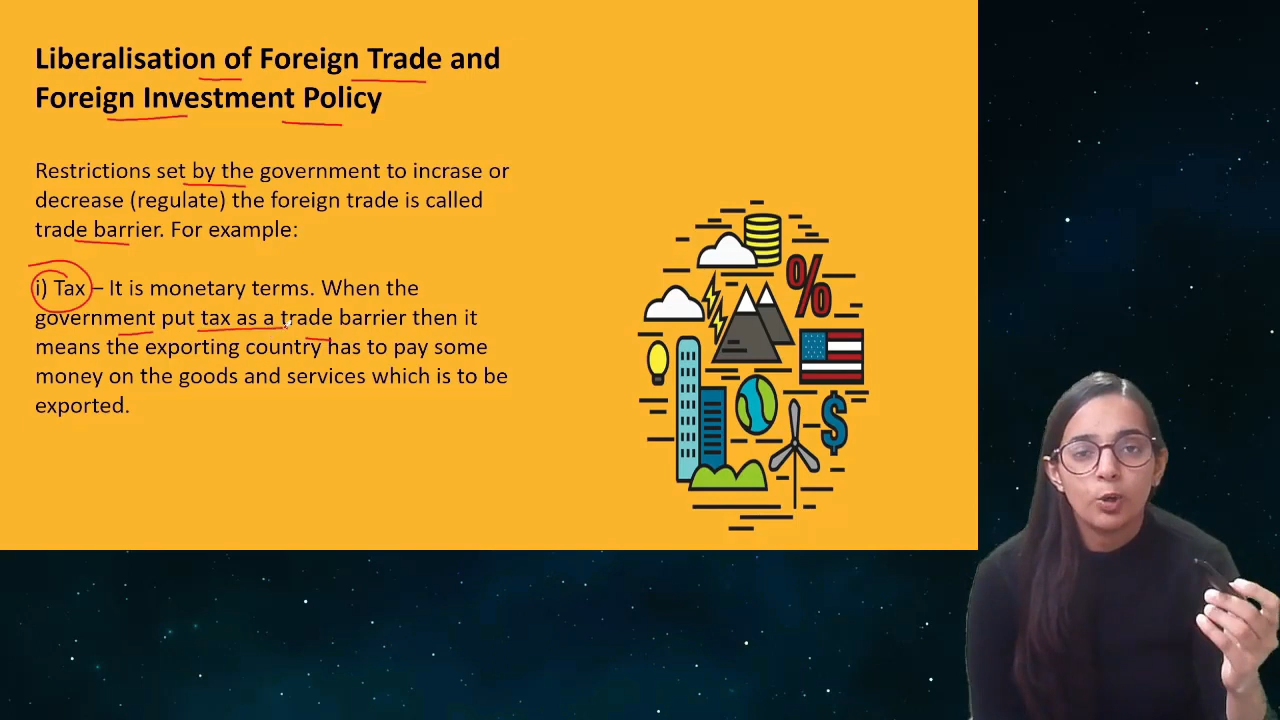 Liberalisation of Foreign Trade and
Foreign Investment Policy
Restrictions set by the government to incrase or
decrease (regulate) the foreign trade is called
trade barrier. For example:
i) Tax – It is monetary terms. When the
government put tax as a trade barrier then it
means the exporting country has to pay some
money on the goods and services which is to be
exported.
%
$